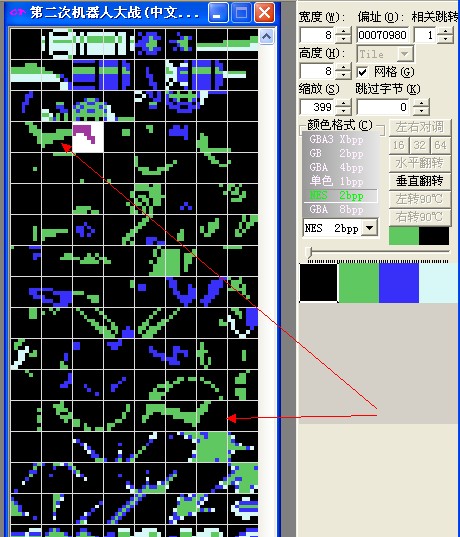 第二次机器人大战(中文...
宽度(W): 偏址(O): 相关跳转
8 00070980 1
高度(H): Tile
8 网格(G)
缩放(S) 跳过字节(K)
399 0
颜色格式(C)
GBA3 Xbpp
GB 2bpp
GBA 4bpp
单色 1bpp
NES 2bpp
GBA 8bpp
NES 2bpp
左右对调
16 32 64
水平翻转
垂直翻转
左转90℃
右转90℃